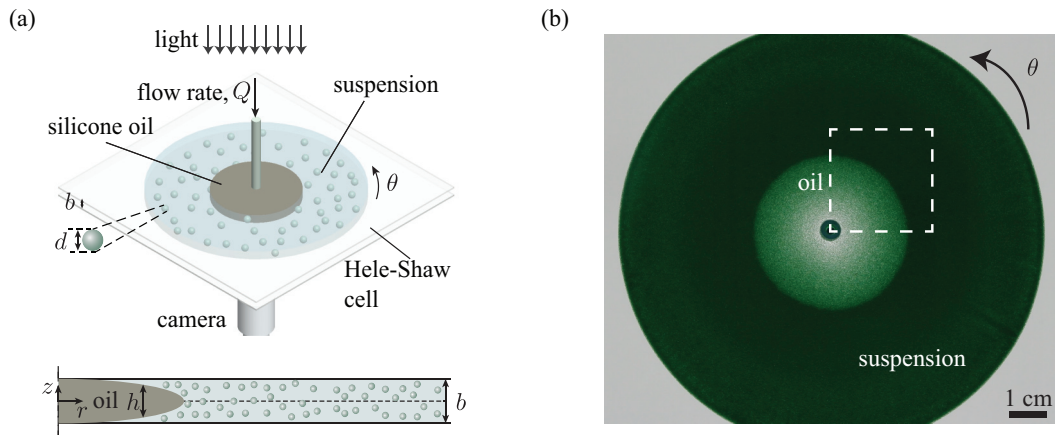 (a)
light
flow rate, Q
suspension
silicone oil
θ
b
d
Hele-Shaw
cell
camera
z
r
oil
h
b
(b)
θ
oil
suspension
1 cm